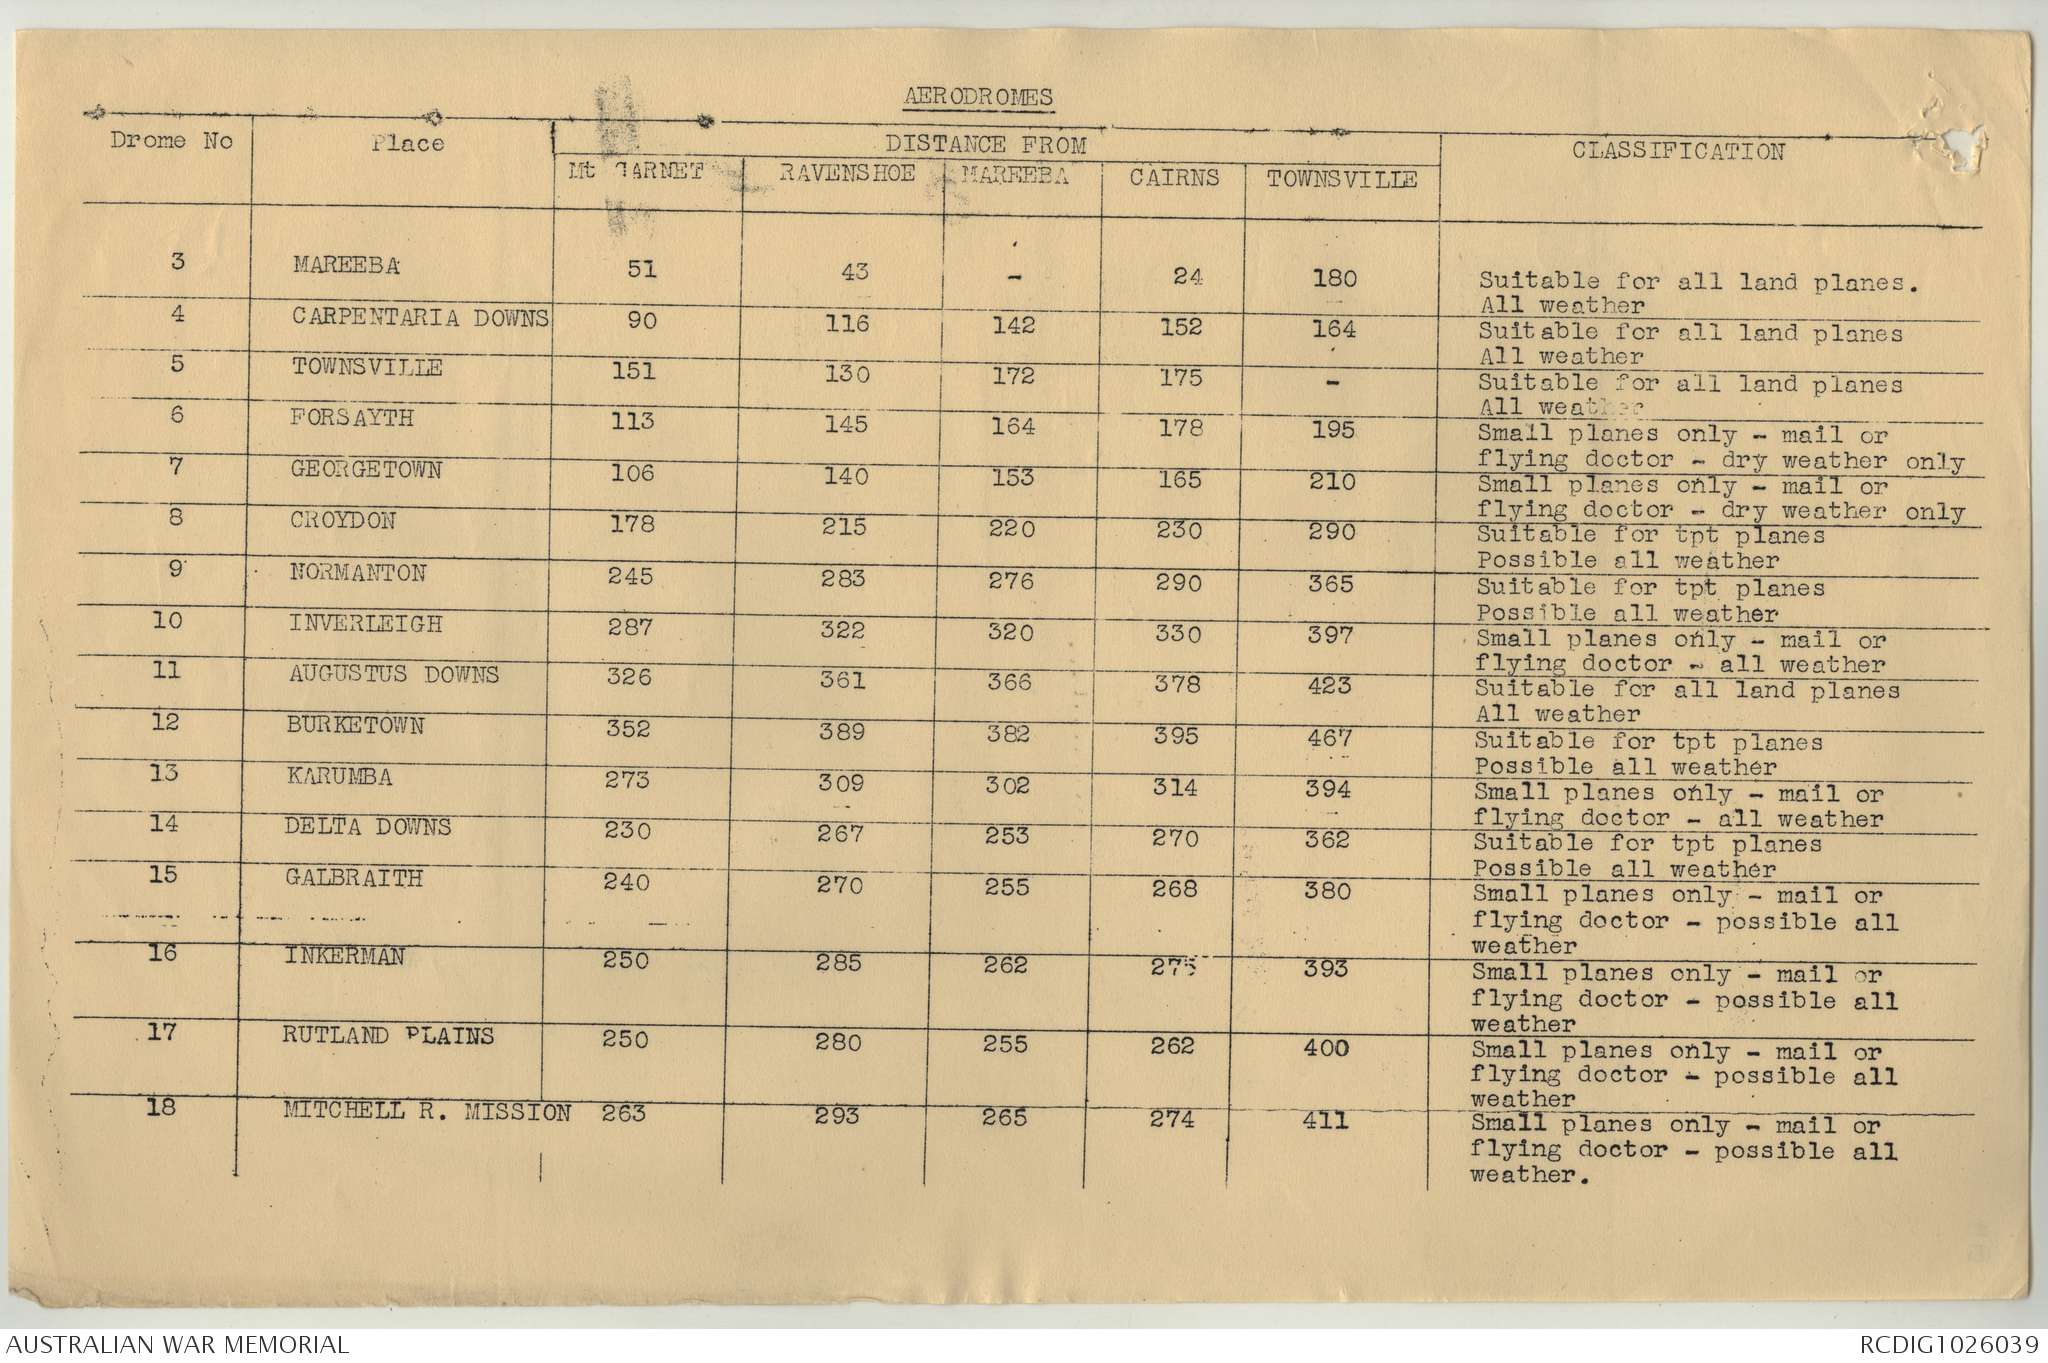 AERODROMES
Drome No Place DISTANCE FROM CLASSIFICATION
Mt GARNET RAVENSHOE MAREEBA CAIRNS TOWNSVILLE
3 MAREEBA 51 43 - 24 180 Suitable for all land planes.
All weather
4 CARPENTARIA DOWNS 90 116 142 152 164 Suitable for all land planes
All weather
5 TOWNSVILLE 151 130 172 175 - Suitable for all land planes
All weather
6 FORSAYTH 113 145 164 178 195 Small planes only - mail or
flying doctor - dry weather only
7 GEORGETOWN 106 140 153 165 210 Small planes only - mail or
flying doctor - dry weather only
8 CROYDON 178 215 220 230 290 Suitable for tpt planes
Possible all weather
9 NORMANTON 245 283 276 290 365 Suitable for tpt planes
Possible all weather
10 INVERLEIGH 287 322 320 330 397 Small planes only - mail or
flying doctor - all weather
11 AUGUSTUS DOWNS 326 361 366 378 423 Suitable for all land planes
All weather
12 BURKETOWN 352 389 382 395 467 Suitable for tpt planes
Possible all weather
13 KARUMBA 273 309 302 314 394 Small planes only - mail or
flying doctor - all weather
14 DELTA DOWNS 230 267 253 270 362 Suitable for tpt planes
Possible all weather
15 GALBRAITH 240 270 255 268 380 Small planes only - mail or
flying doctor - possible all
weather
16 INKERMAN 250 285 262 275 393 Small planes only - mail or
flying doctor - possible all
weather
17 RUTLAND PLAINS 250 280 255 262 400 Small planes only - mail or
flying doctor - possible all
weather
18 MITCHELL R. MISSION 263 293 265 274 411 Small planes only - mail or
flying doctor - possible all
weather.
AUSTRALIAN WAR MEMORIAL RCDIG1026039